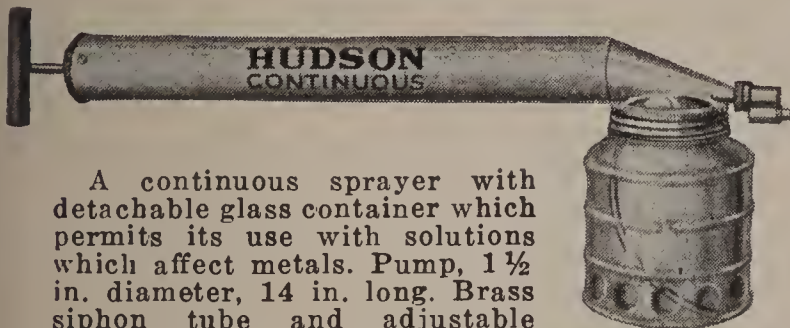 HUDSON
CONTINUOUS
A continuous sprayer with
detachable glass container which
permits its use with solutions
which affect metals. Pump, 1½
in. diameter, 14 in. long. Brass
siphon tube and adjustable